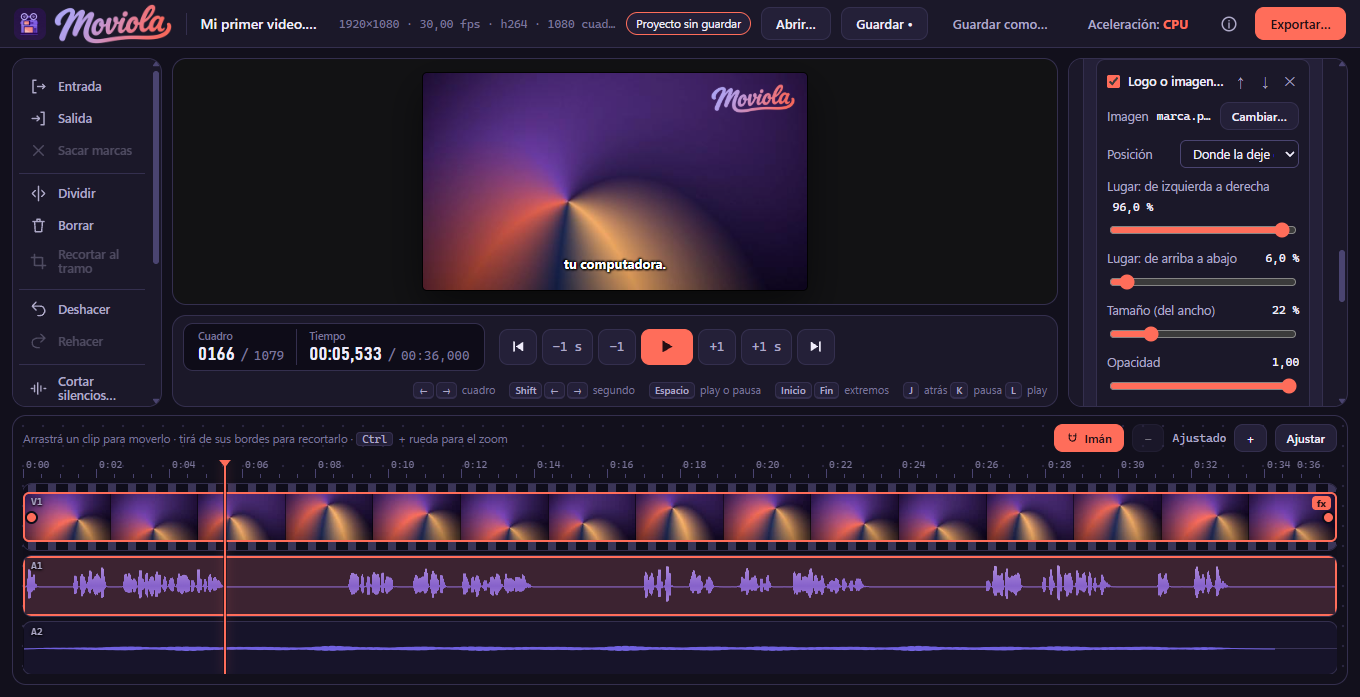 Moviola
Mi primer video....
1920×1080 · 30,00 fps · h264 · 1080 cuad…
Proyecto sin guardar
Abrir...
Guardar •
Guardar como...
Aceleración: CPU
Exportar...
Entrada
Salida
Sacar marcas
Dividir
Borrar
Recortar al
tramo
Deshacer
Rehacer
Cortar
silencios...
Moviola
tu computadora.
Cuadro
0166 / 1079
Tiempo
00:05,533 / 00:36,000
−1 s
−1
+1
+1 s
← → cuadro
Shift ← → segundo
Espacio play o pausa
Inicio Fin extremos
J atrás K pausa L play
Logo o imagen... ↑ ↓ ×
Imagen marca.p… Cambiar...
Posición Donde la deje
Lugar: de izquierda a derecha
96,0 %
Lugar: de arriba a abajo 6,0 %
Tamaño (del ancho) 22 %
Opacidad 1,00
Arrastrá un clip para moverlo · tirá de sus bordes para recortarlo · Ctrl + rueda para el zoom
Imán
− Ajustado +
Ajustar
0:00 0:02 0:04 0:06 0:08 0:10 0:12 0:14 0:16 0:18 0:20 0:22 0:24 0:26 0:28 0:30 0:32 0:34 0:36
V1
fx
A1
A2